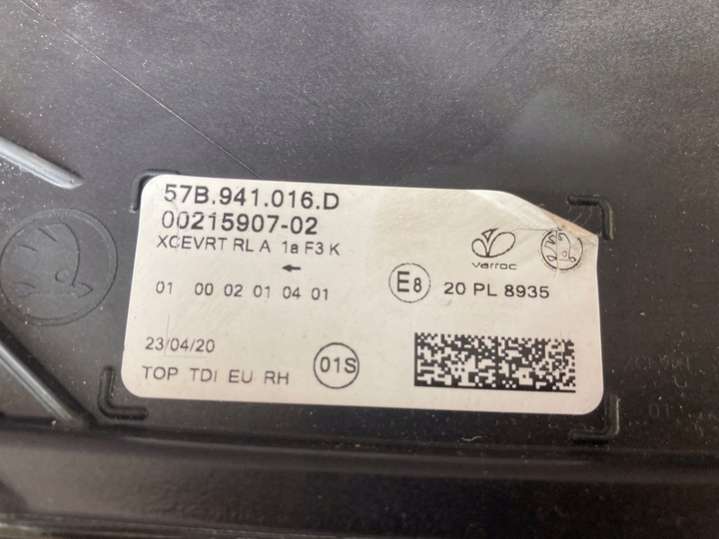 57B.941.016.D
00215907-02
XCEVRT RL A 1a F3 K
varroc
←
01 00 02 01 04 01
E8 20 PL 8935
23/04/20
01S
TOP TDI EU RH